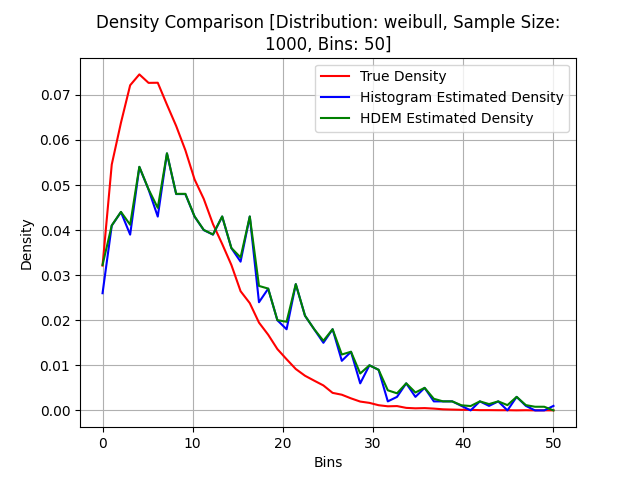 Density Comparison [Distribution: weibull, Sample Size:
1000, Bins: 50]
True Density
Histogram Estimated Density
HDEM Estimated Density
Density
0.07
0.06
0.05
0.04
0.03
0.02
0.01
0.00
0 10 20 30 40 50
Bins